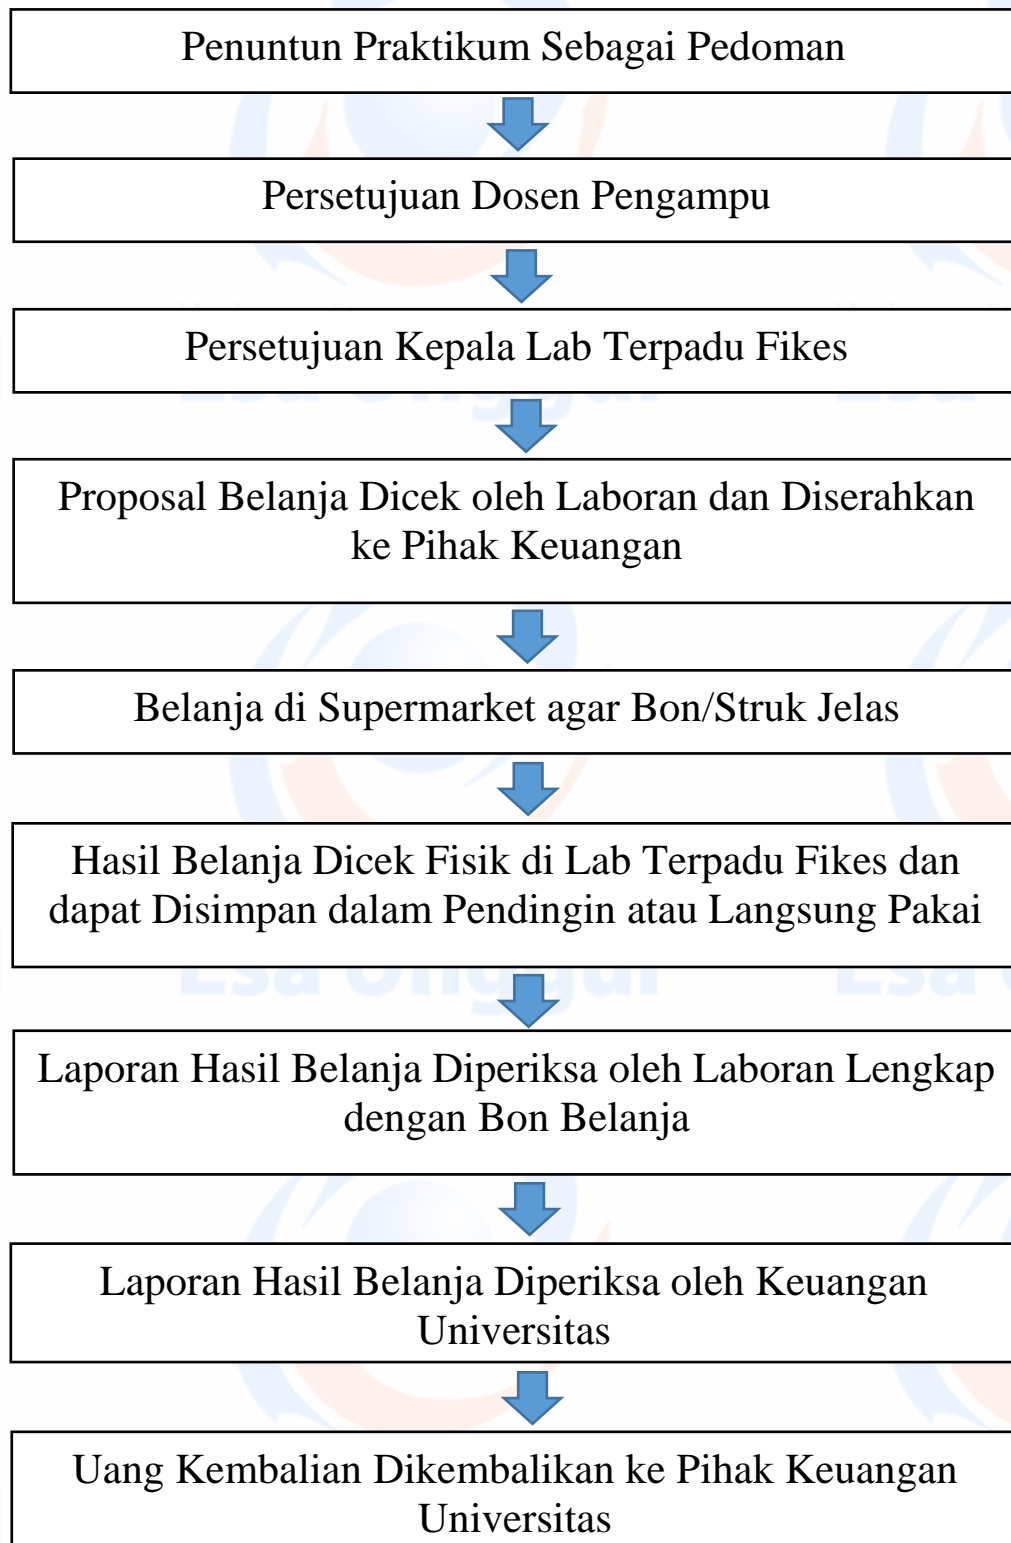 Penuntun Praktikum Sebagai Pedoman
Persetujuan Dosen Pengampu
Persetujuan Kepala Lab Terpadu Fikes
Proposal Belanja Dicek oleh Laboran dan Diserahkan
ke Pihak Keuangan
Belanja di Supermarket agar Bon/Struk Jelas
Hasil Belanja Dicek Fisik di Lab Terpadu Fikes dan
dapat Disimpan dalam Pendingin atau Langsung Pakai
Esa Unggul
Esa
Laporan Hasil Belanja Diperiksa oleh Laboran Lengkap
dengan Bon Belanja
Laporan Hasil Belanja Diperiksa oleh Keuangan
Universitas
Uang Kembalian Dikembalikan ke Pihak Keuangan
Universitas